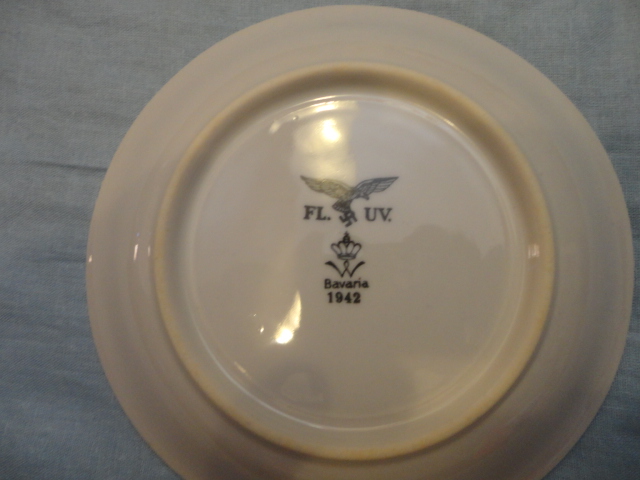 FL. UV.
W
Bavaria
1942